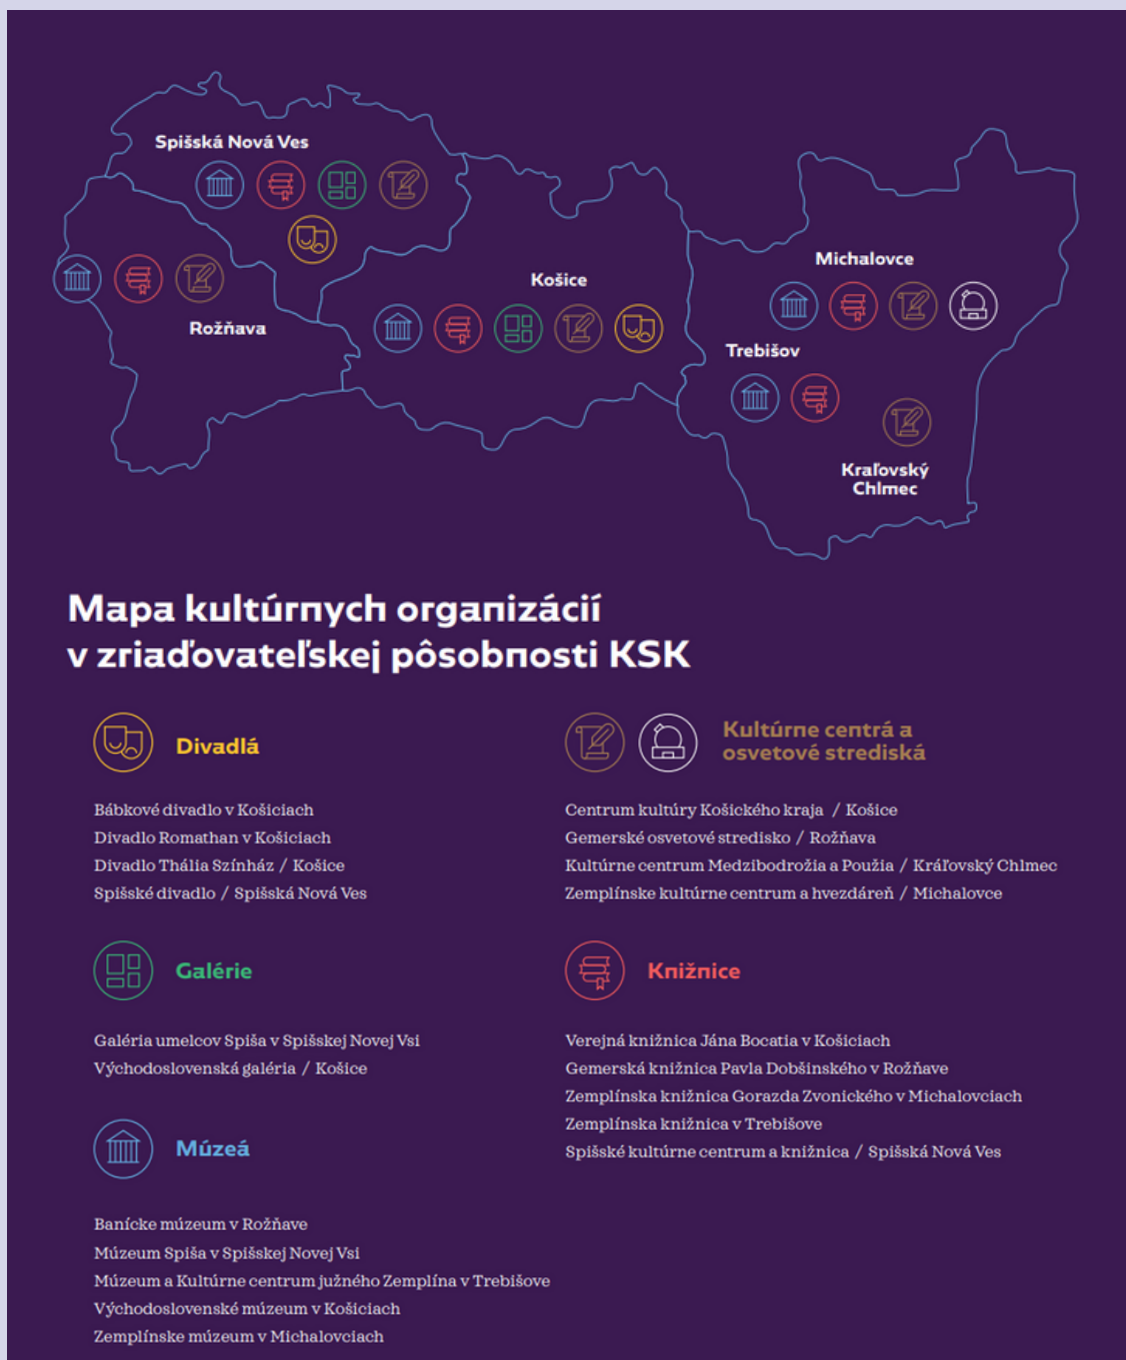 Spišská Nová Ves
Košice
Michalovce
Rožňava
Trebišov
Kraľovský
Chlmec
Mapa kultúrnych organizácií
v zriaďovateľskej pôsobnosti KSK
Divadlá
Bábkové divadlo v Košiciach
Divadlo Romathan v Košiciach
Divadlo Thália Színház / Košice
Spišské divadlo / Spišská Nová Ves
Galérie
Galéria umelcov Spiša v Spišskej Novej Vsi
Východoslovenská galéria / Košice
Múzeá
Banícke múzeum v Rožňave
Múzeum Spiša v Spišskej Novej Vsi
Múzeum a Kultúrne centrum južného Zemplína v Trebišove
Východoslovenské múzeum v Košiciach
Zemplínske múzeum v Michalovciach
Kultúrne centrá a
osvetové strediská
Centrum kultúry Košického kraja / Košice
Gemerské osvetové stredisko / Rožňava
Kultúrne centrum Medzibodrožia a Použia / Kráľovský Chlmec
Zemplínske kultúrne centrum a hvezdáreň / Michalovce
Knižnice
Verejná knižnica Jána Bocatia v Košiciach
Gemerská knižnica Pavla Dobšinského v Rožňave
Zemplínska knižnica Gorazda Zvonického v Michalovciach
Zemplínska knižnica v Trebišove
Spišské kultúrne centrum a knižnica / Spišská Nová Ves